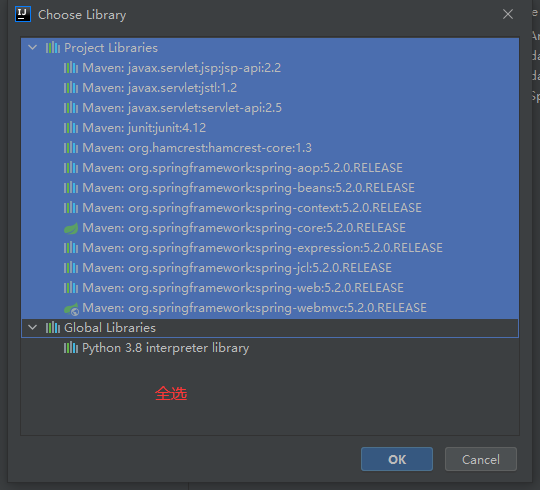 Choose Library
Project Libraries
Maven: javax.servlet.jsp:jsp-api:2.2
Maven: javax.servlet:jstl:1.2
Maven: javax.servlet:servlet-api:2.5
Maven: junit:junit:4.12
Maven: org.hamcrest:hamcrest-core:1.3
Maven: org.springframework:spring-aop:5.2.0.RELEASE
Maven: org.springframework:spring-beans:5.2.0.RELEASE
Maven: org.springframework:spring-context:5.2.0.RELEASE
Maven: org.springframework:spring-core:5.2.0.RELEASE
Maven: org.springframework:spring-expression:5.2.0.RELEASE
Maven: org.springframework:spring-jcl:5.2.0.RELEASE
Maven: org.springframework:spring-web:5.2.0.RELEASE
Maven: org.springframework:spring-webmvc:5.2.0.RELEASE
Global Libraries
Python 3.8 interpreter library
全选
OK Cancel